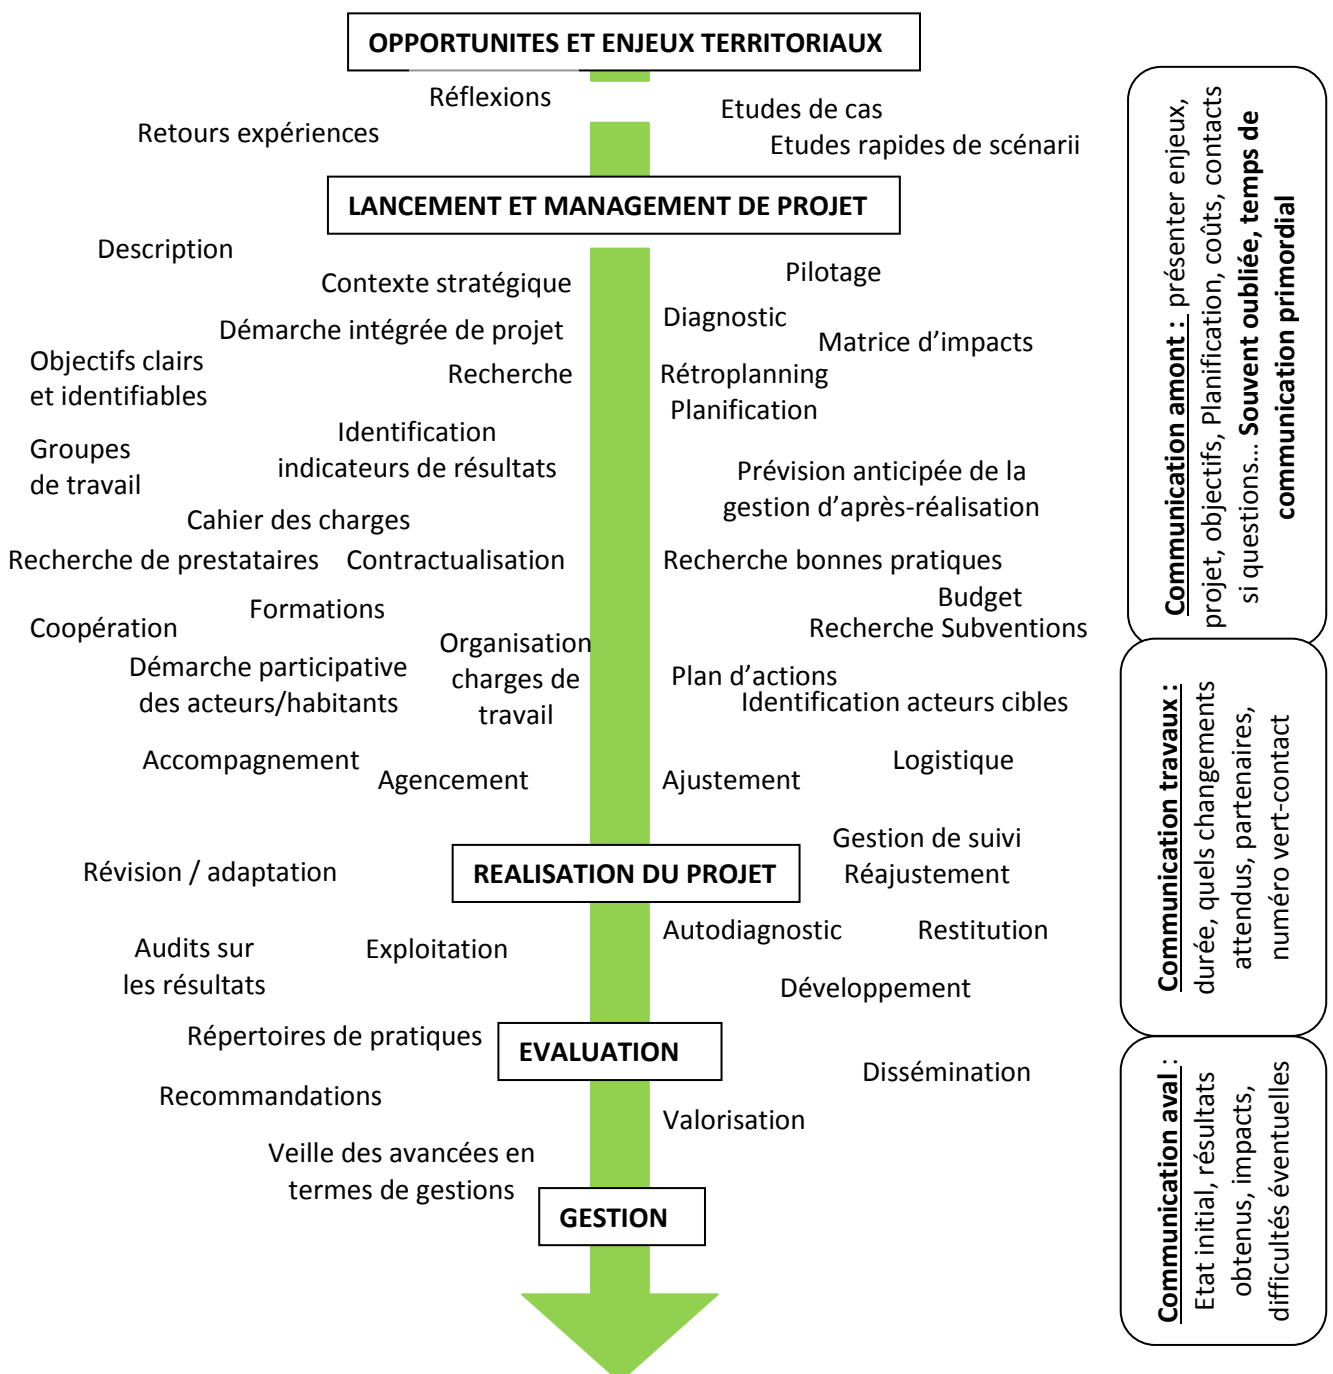 OPPORTUNITES ET ENJEUX TERRITORIAUX
Réflexions
Etudes de cas
Retours expériences
Etudes rapides de scénarii
LANCEMENT ET MANAGEMENT DE PROJET
Description
Pilotage
Contexte stratégique
Diagnostic
Démarche intégrée de projet
Matrice d’impacts
Objectifs clairs
et identifiables
Recherche
Rétroplanning
Planification
Identification
indicateurs de résultats
Groupes
de travail
Prévision anticipée de la
gestion d’après-réalisation
Cahier des charges
Recherche de prestataires
Contractualisation
Recherche bonnes pratiques
Budget
Formations
Coopération
Recherche Subventions
Organisation
charges de
travail
Démarche participative
des acteurs/habitants
Plan d’actions
Identification acteurs cibles
Accompagnement
Logistique
Agencement
Ajustement
Gestion de suivi
Réajustement
Révision / adaptation
REALISATION DU PROJET
Autodiagnostic
Restitution
Audits sur
les résultats
Exploitation
Développement
Répertoires de pratiques
EVALUATION
Dissémination
Recommandations
Valorisation
Veille des avancées en
termes de gestions
GESTION
Communication amont : présenter enjeux,
projet, objectifs, Planification, coûts, contacts
si questions... Souvent oubliée, temps de
communication primordial
Communication travaux :
durée, quels changements
attendus, partenaires,
numéro vert-contact
Communication aval :
Etat initial, résultats
obtenus, impacts,
difficultés éventuelles